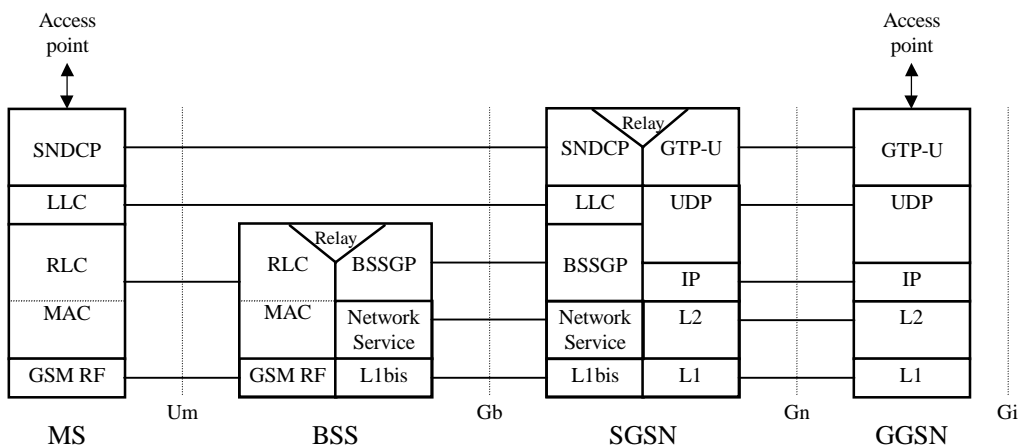 Access
point
Access
point
Relay
SNDCP
SNDCP
GTP-U
GTP-U
LLC
LLC
UDP
UDP
Relay
RLC
RLC
BSSGP
BSSGP
IP
IP
MAC
MAC
Network
Service
Network
Service
L2
L2
GSM RF
GSM RF
L1bis
L1bis
L1
L1
Um
Gb
Gn
Gi
MS
BSS
SGSN
GGSN